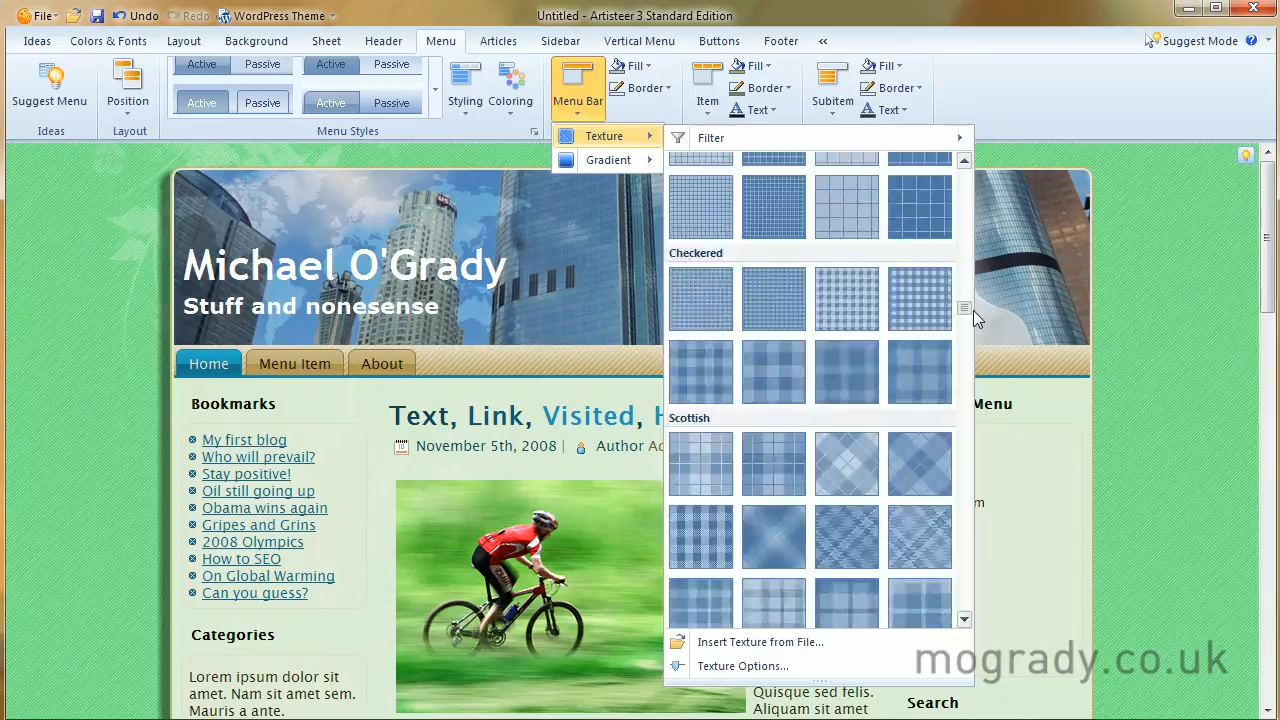 File
Undo
Redo
WordPress Theme
Untitled - Artisteer 3 Standard Edition
Ideas
Colors & Fonts
Layout
Background
Sheet
Header
Menu
Articles
Sidebar
Vertical Menu
Buttons
Footer
Suggest Mode
Suggest Menu
Ideas
Position
Layout
Active Passive Active Passive
Active Passive Active Passive
Menu Styles
Styling
Coloring
Menu Bar
Fill
Border
Item
Fill
Border
Text
Subitem
Fill
Border
Text
Texture
Gradient
Filter
Checkered
Scottish
Insert Texture from File...
Texture Options...
Michael O'Grady
Stuff and nonesense
Home
Menu Item
About
Bookmarks
My first blog
Who will prevail?
Stay positive!
Oil still going up
Obama wins again
Gripes and Grins
2008 Olympics
How to SEO
On Global Warming
Can you guess?
Categories
Lorem ipsum dolor sit
amet. Nam sit amet sem.
Mauris a ante.
Text, Link, Visited, H
November 5th, 2008 | Author Ad
Quisque sed felis.
Aliquam sit amet
Menu
m
Search
mogrady.co.uk